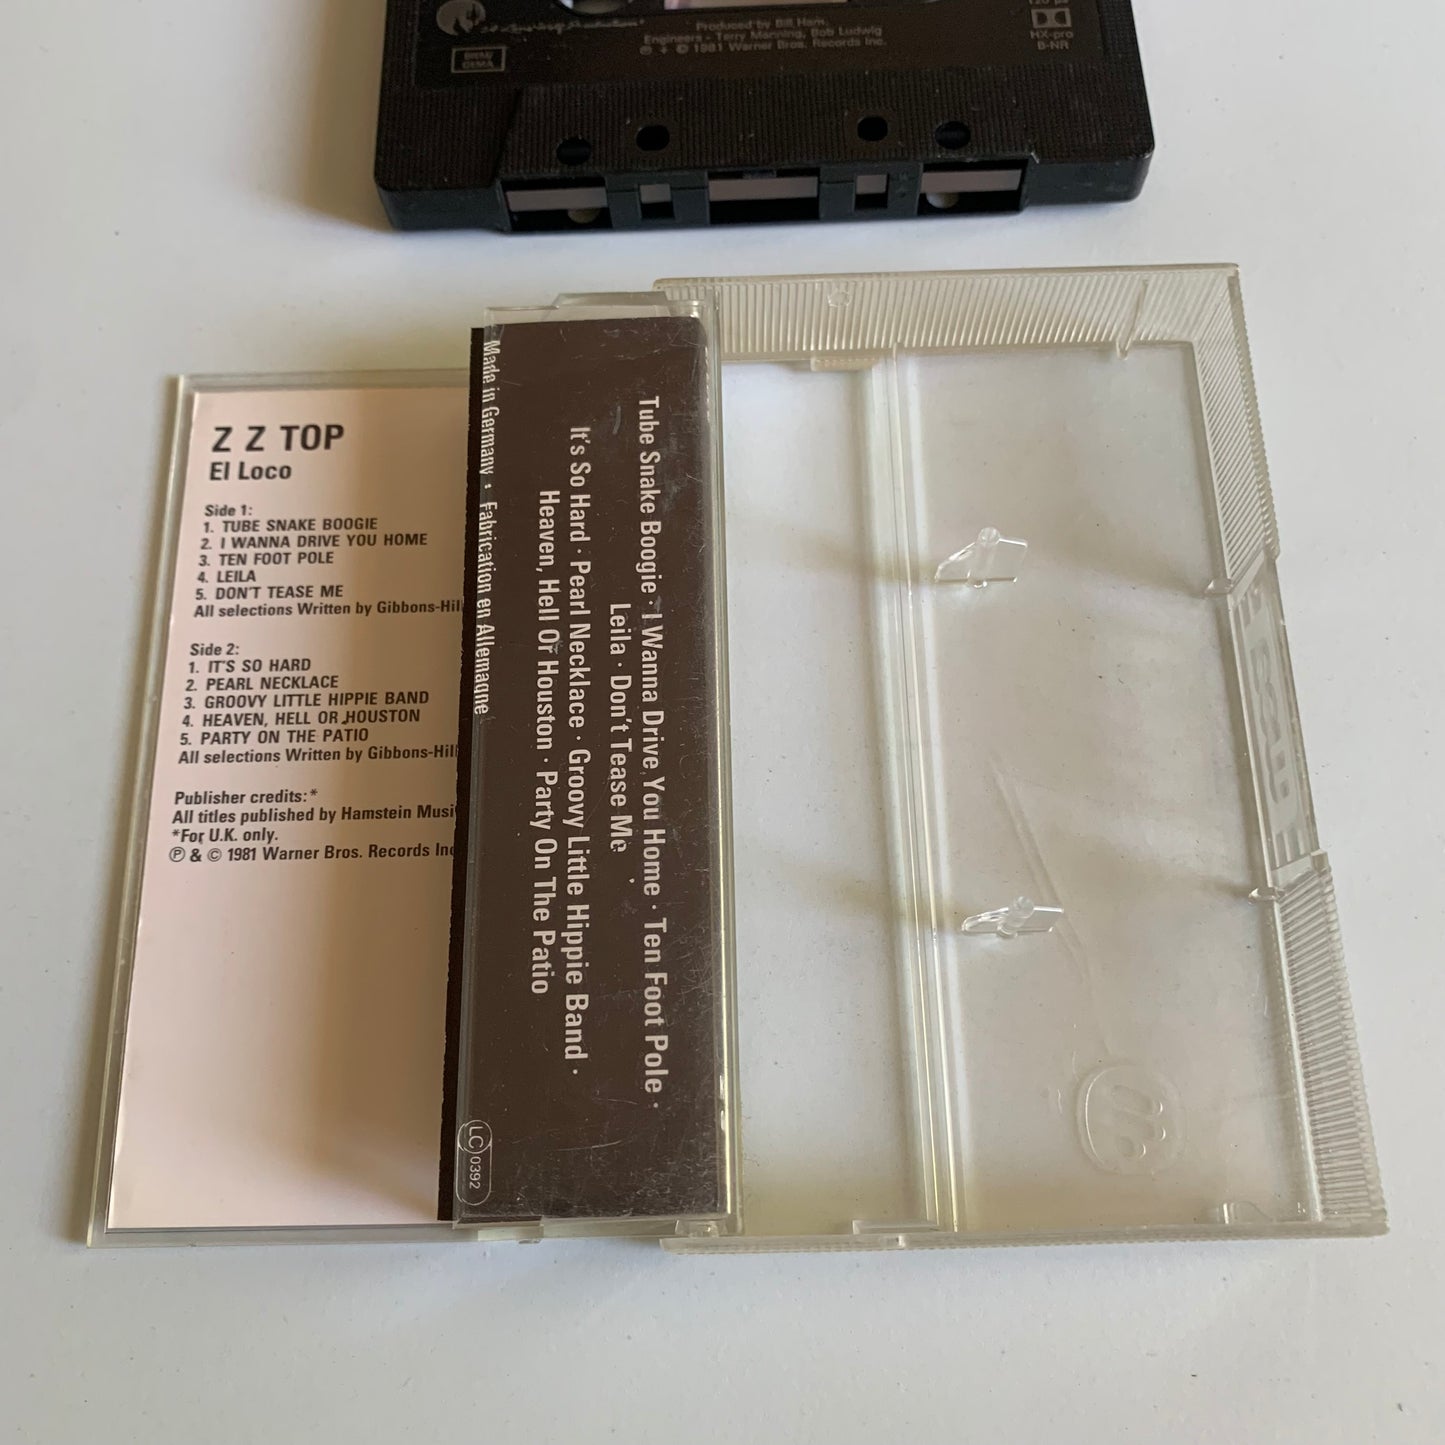 Produced by Bill Ham,
Engineers - Terry Manning, Bob Ludwig
℗ + © 1981 Warner Bros. Records Inc.
BIEM/
GEMA
120 µs
HX-pro
B-NR
Z Z TOP
El Loco
Side 1:
1. TUBE SNAKE BOOGIE
2. I WANNA DRIVE YOU HOME
3. TEN FOOT POLE
4. LEILA
5. DON'T TEASE ME
All selections Written by Gibbons-Hill
Side 2:
1. IT'S SO HARD
2. PEARL NECKLACE
3. GROOVY LITTLE HIPPIE BAND
4. HEAVEN, HELL OR HOUSTON
5. PARTY ON THE PATIO
All selections Written by Gibbons-Hill
Publisher credits:*
All titles published by Hamstein Musi
*For U.K. only.
℗ & © 1981 Warner Bros. Records Inc
Made in Germany · Fabrication en Allemagne
Tube Snake Boogie · I Wanna Drive You Home · Ten Foot Pole ·
Leila · Don't Tease Me
It's So Hard · Pearl Necklace · Groovy Little Hippie Band ·
Heaven, Hell Or Houston · Party On The Patio
LC 0392